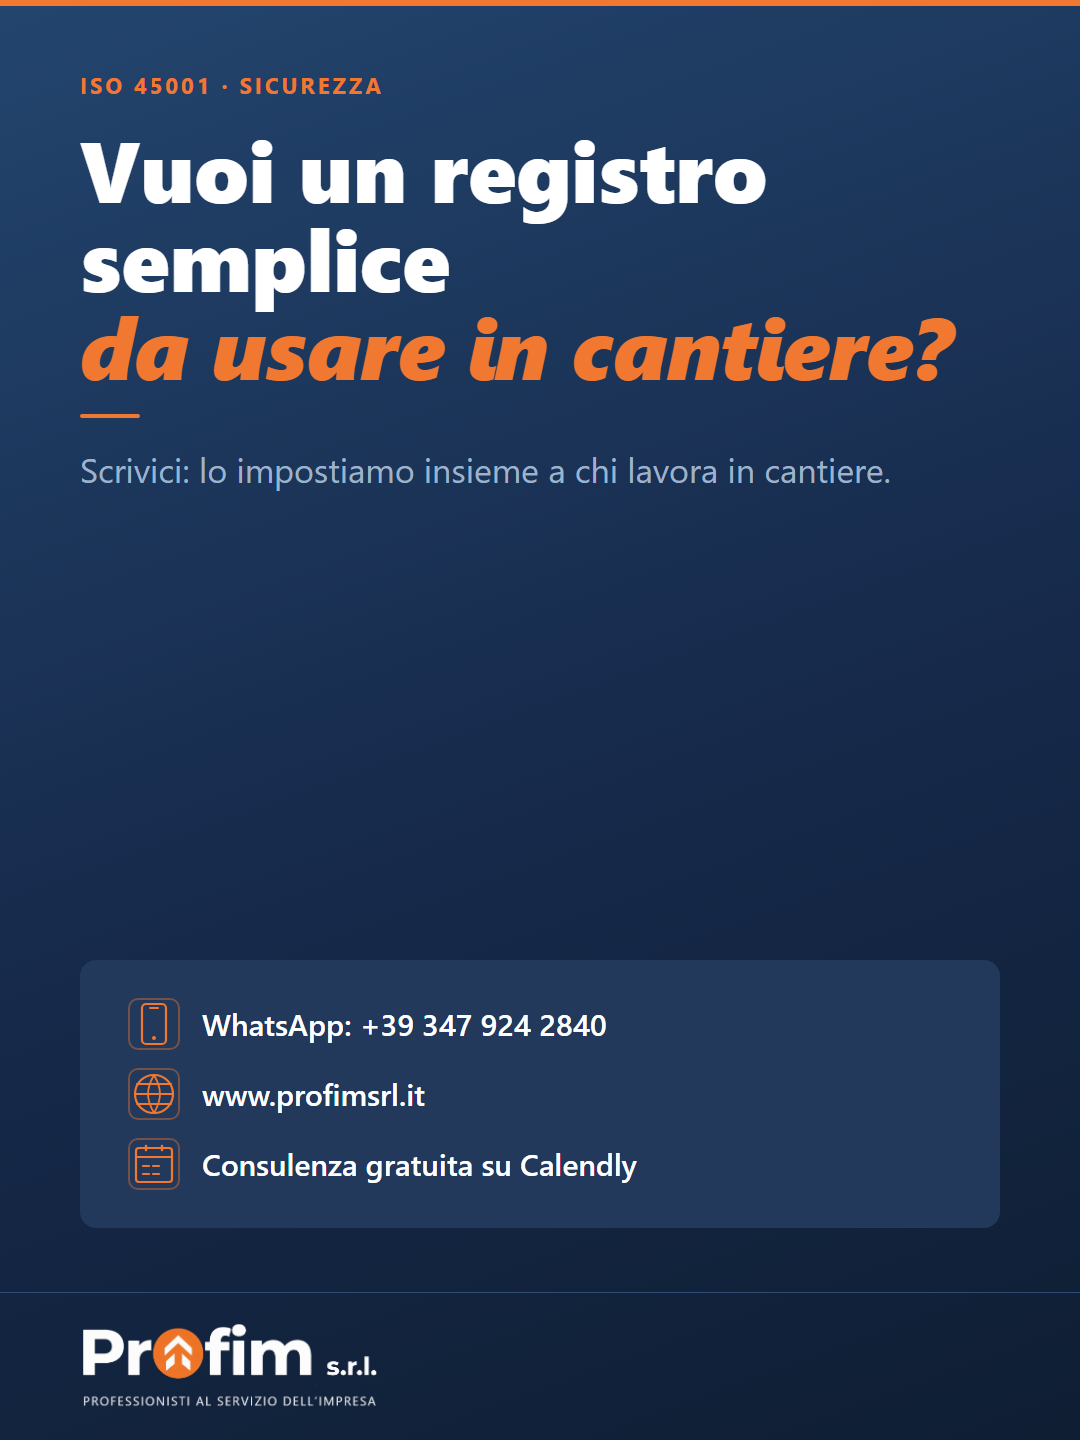 ISO 45001 · SICUREZZA
Vuoi un registro
semplice
da usare in cantiere?
Scrivici: lo impostiamo insieme a chi lavora in cantiere.
WhatsApp: +39 347 924 2840
www.profimsrl.it
Consulenza gratuita su Calendly
Profim s.r.l.
PROFESSIONISTI AL SERVIZIO DELL'IMPRESA